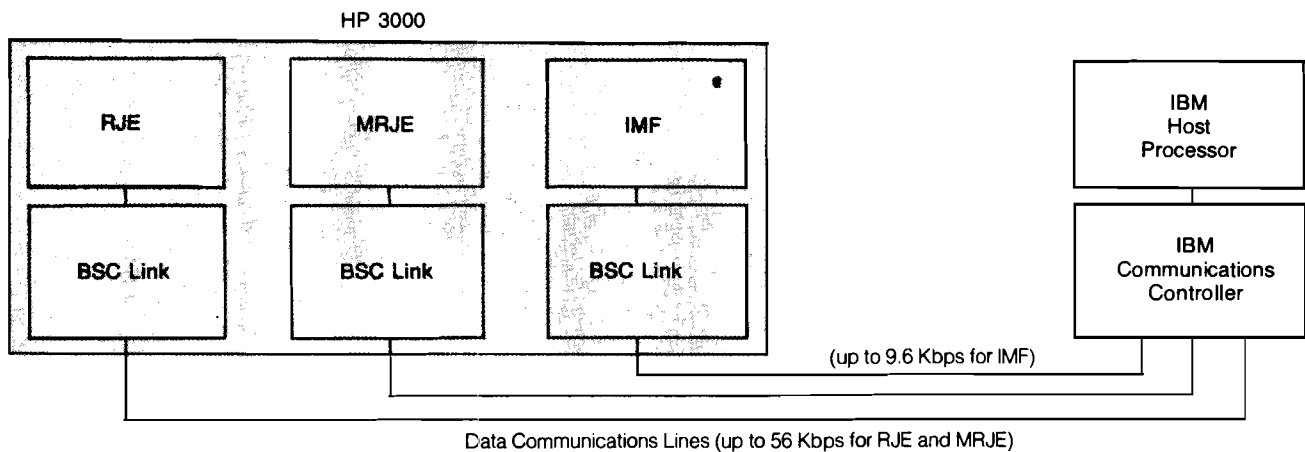 HP 3000
RJE
MRJE
IMF
IBM
Host
Processor
BSC Link
BSC Link
BSC Link
IBM
Communications
Controller
(up to 9.6 Kbps for IMF)
Data Communications Lines (up to 56 Kbps for RJE and MRJE)